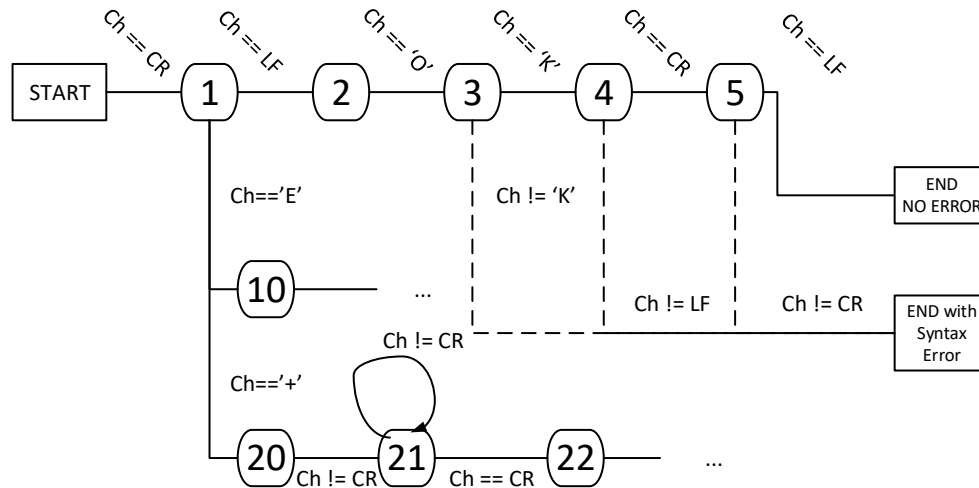 Ch == CR
Ch == LF
Ch == ‘O’
Ch == ‘K’
Ch == CR
Ch == LF
START
1
2
3
4
5
Ch==’E’
Ch != ‘K’
END
NO ERROR
10
...
Ch != LF
Ch != CR
END with
Syntax
Error
Ch != CR
Ch==’+’
20
Ch != CR
21
Ch == CR
22
...